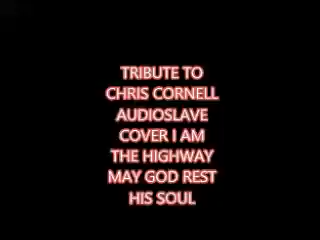 TRIBUTE TO
CHRIS CORNELL
AUDIOSLAVE
COVER I AM
THE HIGHWAY
MAY GOD REST
HIS SOUL